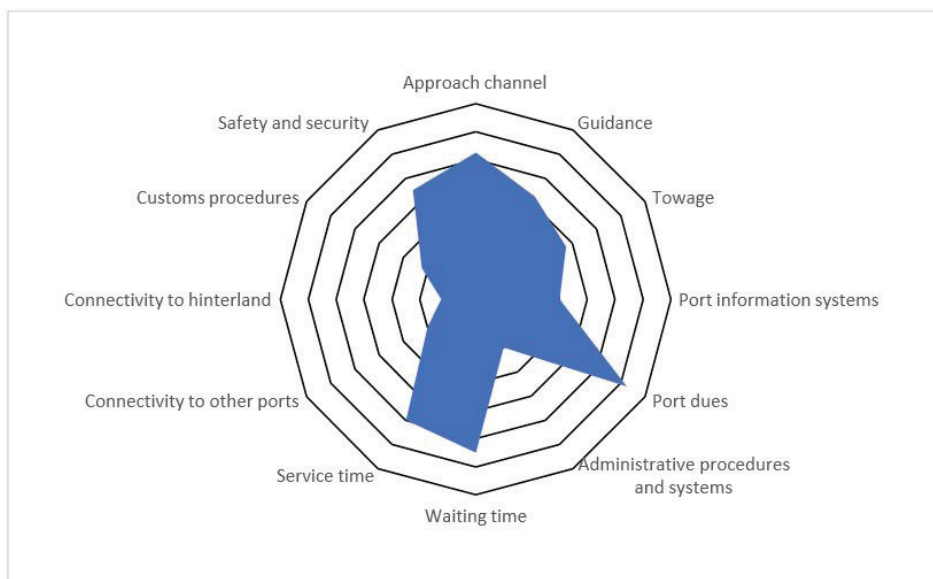 Approach channel
Safety and security
Guidance
Customs procedures
Towage
Connectivity to hinterland
Port information systems
Connectivity to other ports
Port dues
Service time
Administrative procedures
and systems
Waiting time